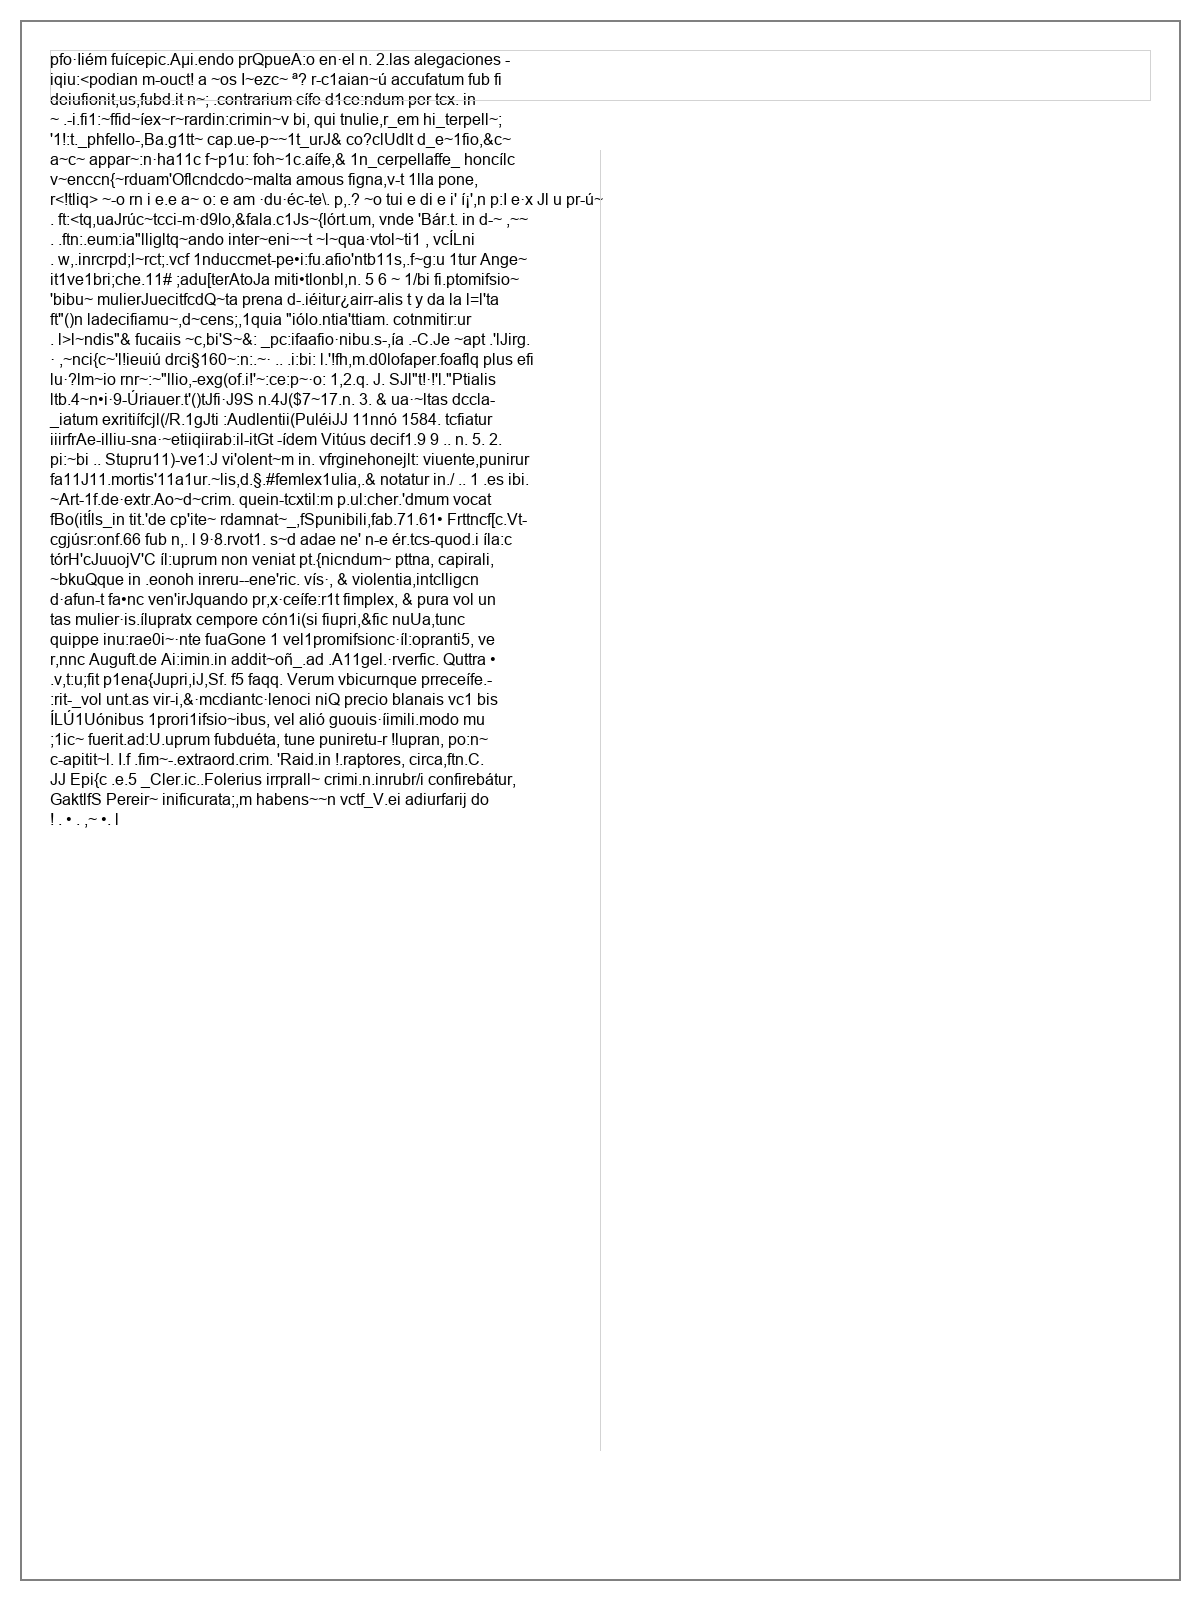 pfo·Iiém fuícepic.Aµi.endo prQpueA:o en·el n. 2.las alegaciones -
iqiu:<podian m-ouct! a ~os I~ezc~ ª? r-c1aian~ú accufatum fub fi
deiufionit,us,fubd.it n~; .contrarium cífe d1ce:ndum per tcx. in
~ .-i.fi1:~ffid~íex~r~rardin:crimin~v bi, qui tnulie,r_em hi_terpell~;
'1!:t._phfello-,Ba.g1tt~ cap.ue-p~~1t_urJ& co?clUdlt d_e~1fio,&c~
a~c~ appar~:n·ha11c f~p1u: foh~1c.aífe,& 1n_cerpellaffe_ honcílc
v~enccn{~rduam'Oflcndcdo~malta amous figna,v-t 1lla pone,
r<!tliq> ~-o rn i e.e a~ o: e am ·du·éc-te\. p,.? ~o tui e di e i' í¡',n p:I e·x Jl u pr-ú~
. ft:<tq,uaJrúc~tcci-m·d9lo,&fala.c1Js~{lórt.um, vnde 'Bár.t. in d-~ ,~~
. .ftn:.eum:ia"lligltq~ando inter~eni~~t ~l~qua·vtol~ti1 , vcÍLni
. w,.inrcrpd;l~rct;.vcf 1nduccmet-pe•i:fu.afio'ntb11s,.f~g:u 1tur Ange~
it1ve1bri;che.11# ;adu[terAtoJa miti•tlonbl,n. 5 6 ~ 1/bi fi.ptomifsio~
'bibu~ mulierJuecitfcdQ~ta prena d-.iéitur¿airr-alis t y da la l=l'ta
ft"()n ladecifiamu~,d~cens;,1quia "iólo.ntia'ttiam. cotnmitir:ur
. l>l~ndis"& fucaiis ~c,bi'S~&: _pc:ifaafio·nibu.s-,ía .-C.Je ~apt .'lJirg.
· ,~nci{c~'l!ieuiú drci§160~:n:.~· .. .i:bi: l.'!fh,m.d0lofaper.foaflq plus efi
lu·?lm~io rnr~:~"llio,-exg(of.i!'~:ce:p~·o: 1,2.q. J. SJl"t!·!'l."Ptialis
ltb.4~n•i·9-Úriauer.t'()tJfi·J9S n.4J($7~17.n. 3. & ua·~ltas dccla-
_iatum exritiífcjl(/R.1gJti :Audlentii(PuléiJJ 11nnó 1584. tcfiatur
iiirfrAe-illiu-sna·~etiiqiirab:il-itGt -ídem Vitúus decif1.9 9 .. n. 5. 2.
pi:~bi .. Stupru11)-ve1:J vi'olent~m in. vfrginehonejlt: viuente,punirur
fa11J11.mortis'11a1ur.~lis,d.§.#femlex1ulia,.& notatur in./ .. 1 .es ibi.
~Art-1f.de·extr.Ao~d~crim. quein-tcxtil:m p.ul:cher.'dmum vocat
fBo(itÍls_in tit.'de cp'ite~ rdamnat~_,fSpunibili,fab.71.61• Frttncf[c.Vt-
cgjúsr:onf.66 fub n,. l 9·8.rvot1. s~d adae ne' n-e ér.tcs-quod.i íla:c
tórH'cJuuojV'C íl:uprum non veniat pt.{nicndum~ pttna, capirali,
~bkuQque in .eonoh inreru--ene'ric. vís·, & violentia,intclligcn
d·afun-t fa•nc ven'irJquando pr,x·ceífe:r1t fimplex, & pura vol un
tas mulier·is.ílupratx cempore cón1i(si fiupri,&fic nuUa,tunc
quippe inu:rae0i~·nte fuaGone 1 vel1promifsionc·íl:opranti5, ve
r,nnc Auguft.de Ai:imin.in addit~oñ_.ad .A11gel.·rverfic. Quttra •
.v,t:u;fit p1ena{Jupri,iJ,Sf. f5 faqq. Verum vbicurnque prreceífe.-
:rit-_vol unt.as vir-i,&·mcdiantc·lenoci niQ precio blanais vc1 bis
ÍLÚ1Uónibus 1prori1ifsio~ibus, vel alió guouis·íimili.modo mu
;1ic~ fuerit.ad:U.uprum fubduéta, tune puniretu-r !lupran, po:n~
c-apitit~l. I.f .fim~-.extraord.crim. 'Raid.in !.raptores, circa,ftn.C.
JJ Epi{c .e.5 _Cler.ic..Folerius irrprall~ crimi.n.inrubr/i confirebátur,
GaktlfS Pereir~ inificurata;,m habens~~n vctf_V.ei adiurfarij do
! . • . ,~ •. l